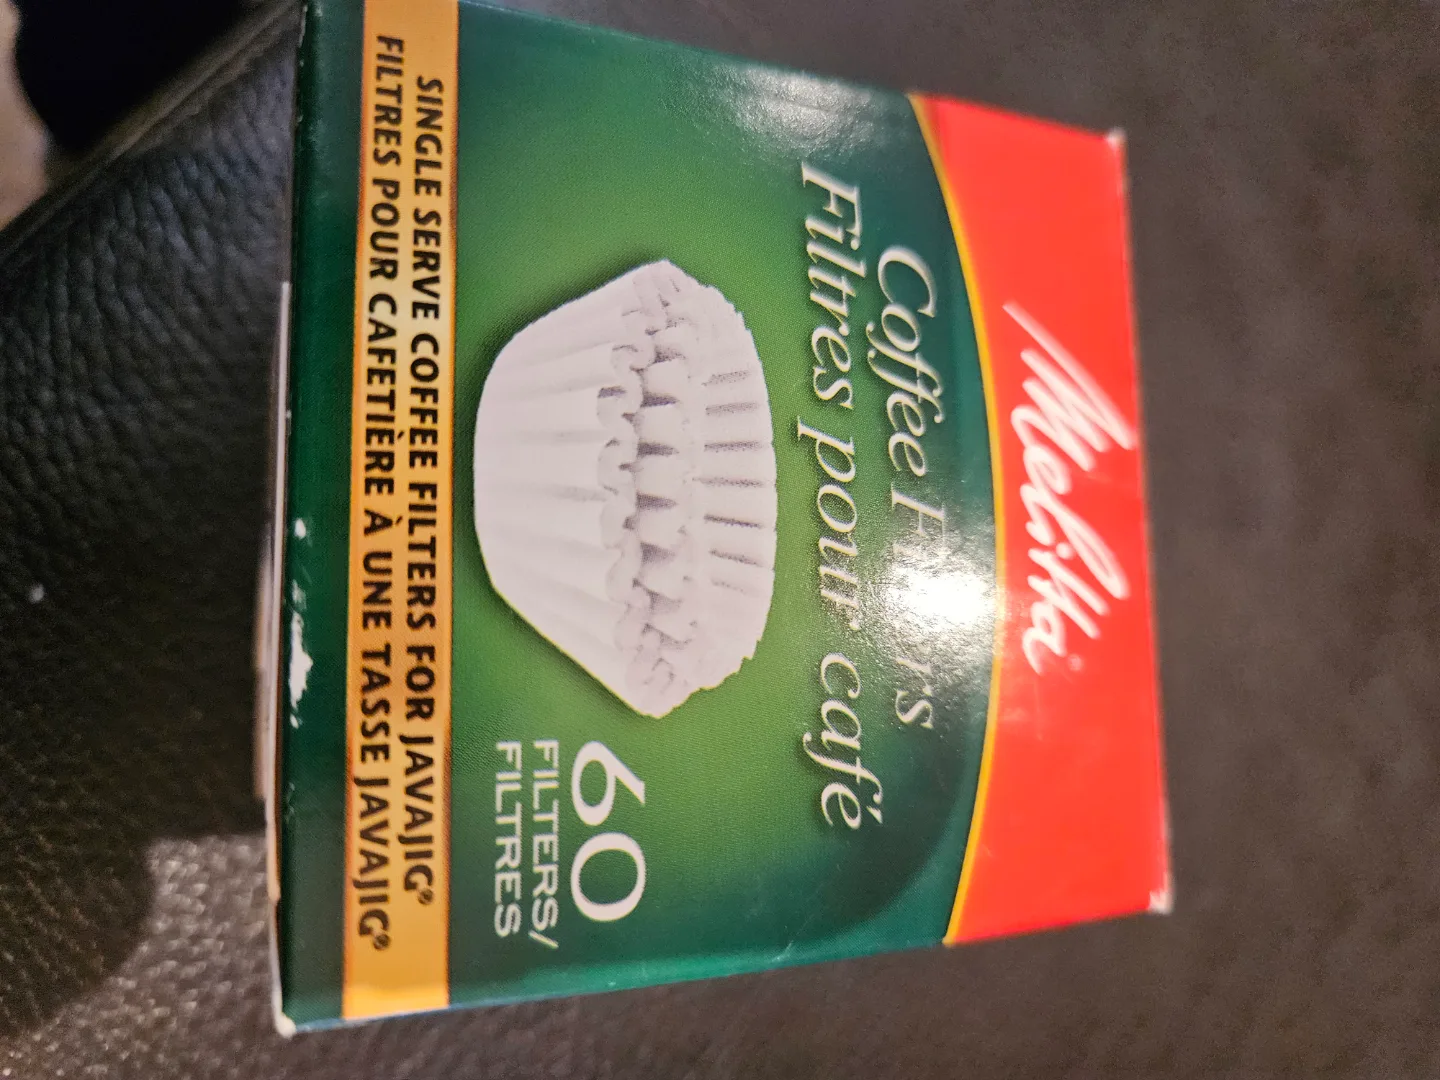 Melitta®
Coffee Filters
Filtres pour café
60
FILTERS/
FILTRES
SINGLE SERVE COFFEE FILTERS FOR JAVAJIG®
FILTRES POUR CAFETIÈRE À UNE TASSE JAVAJIG®